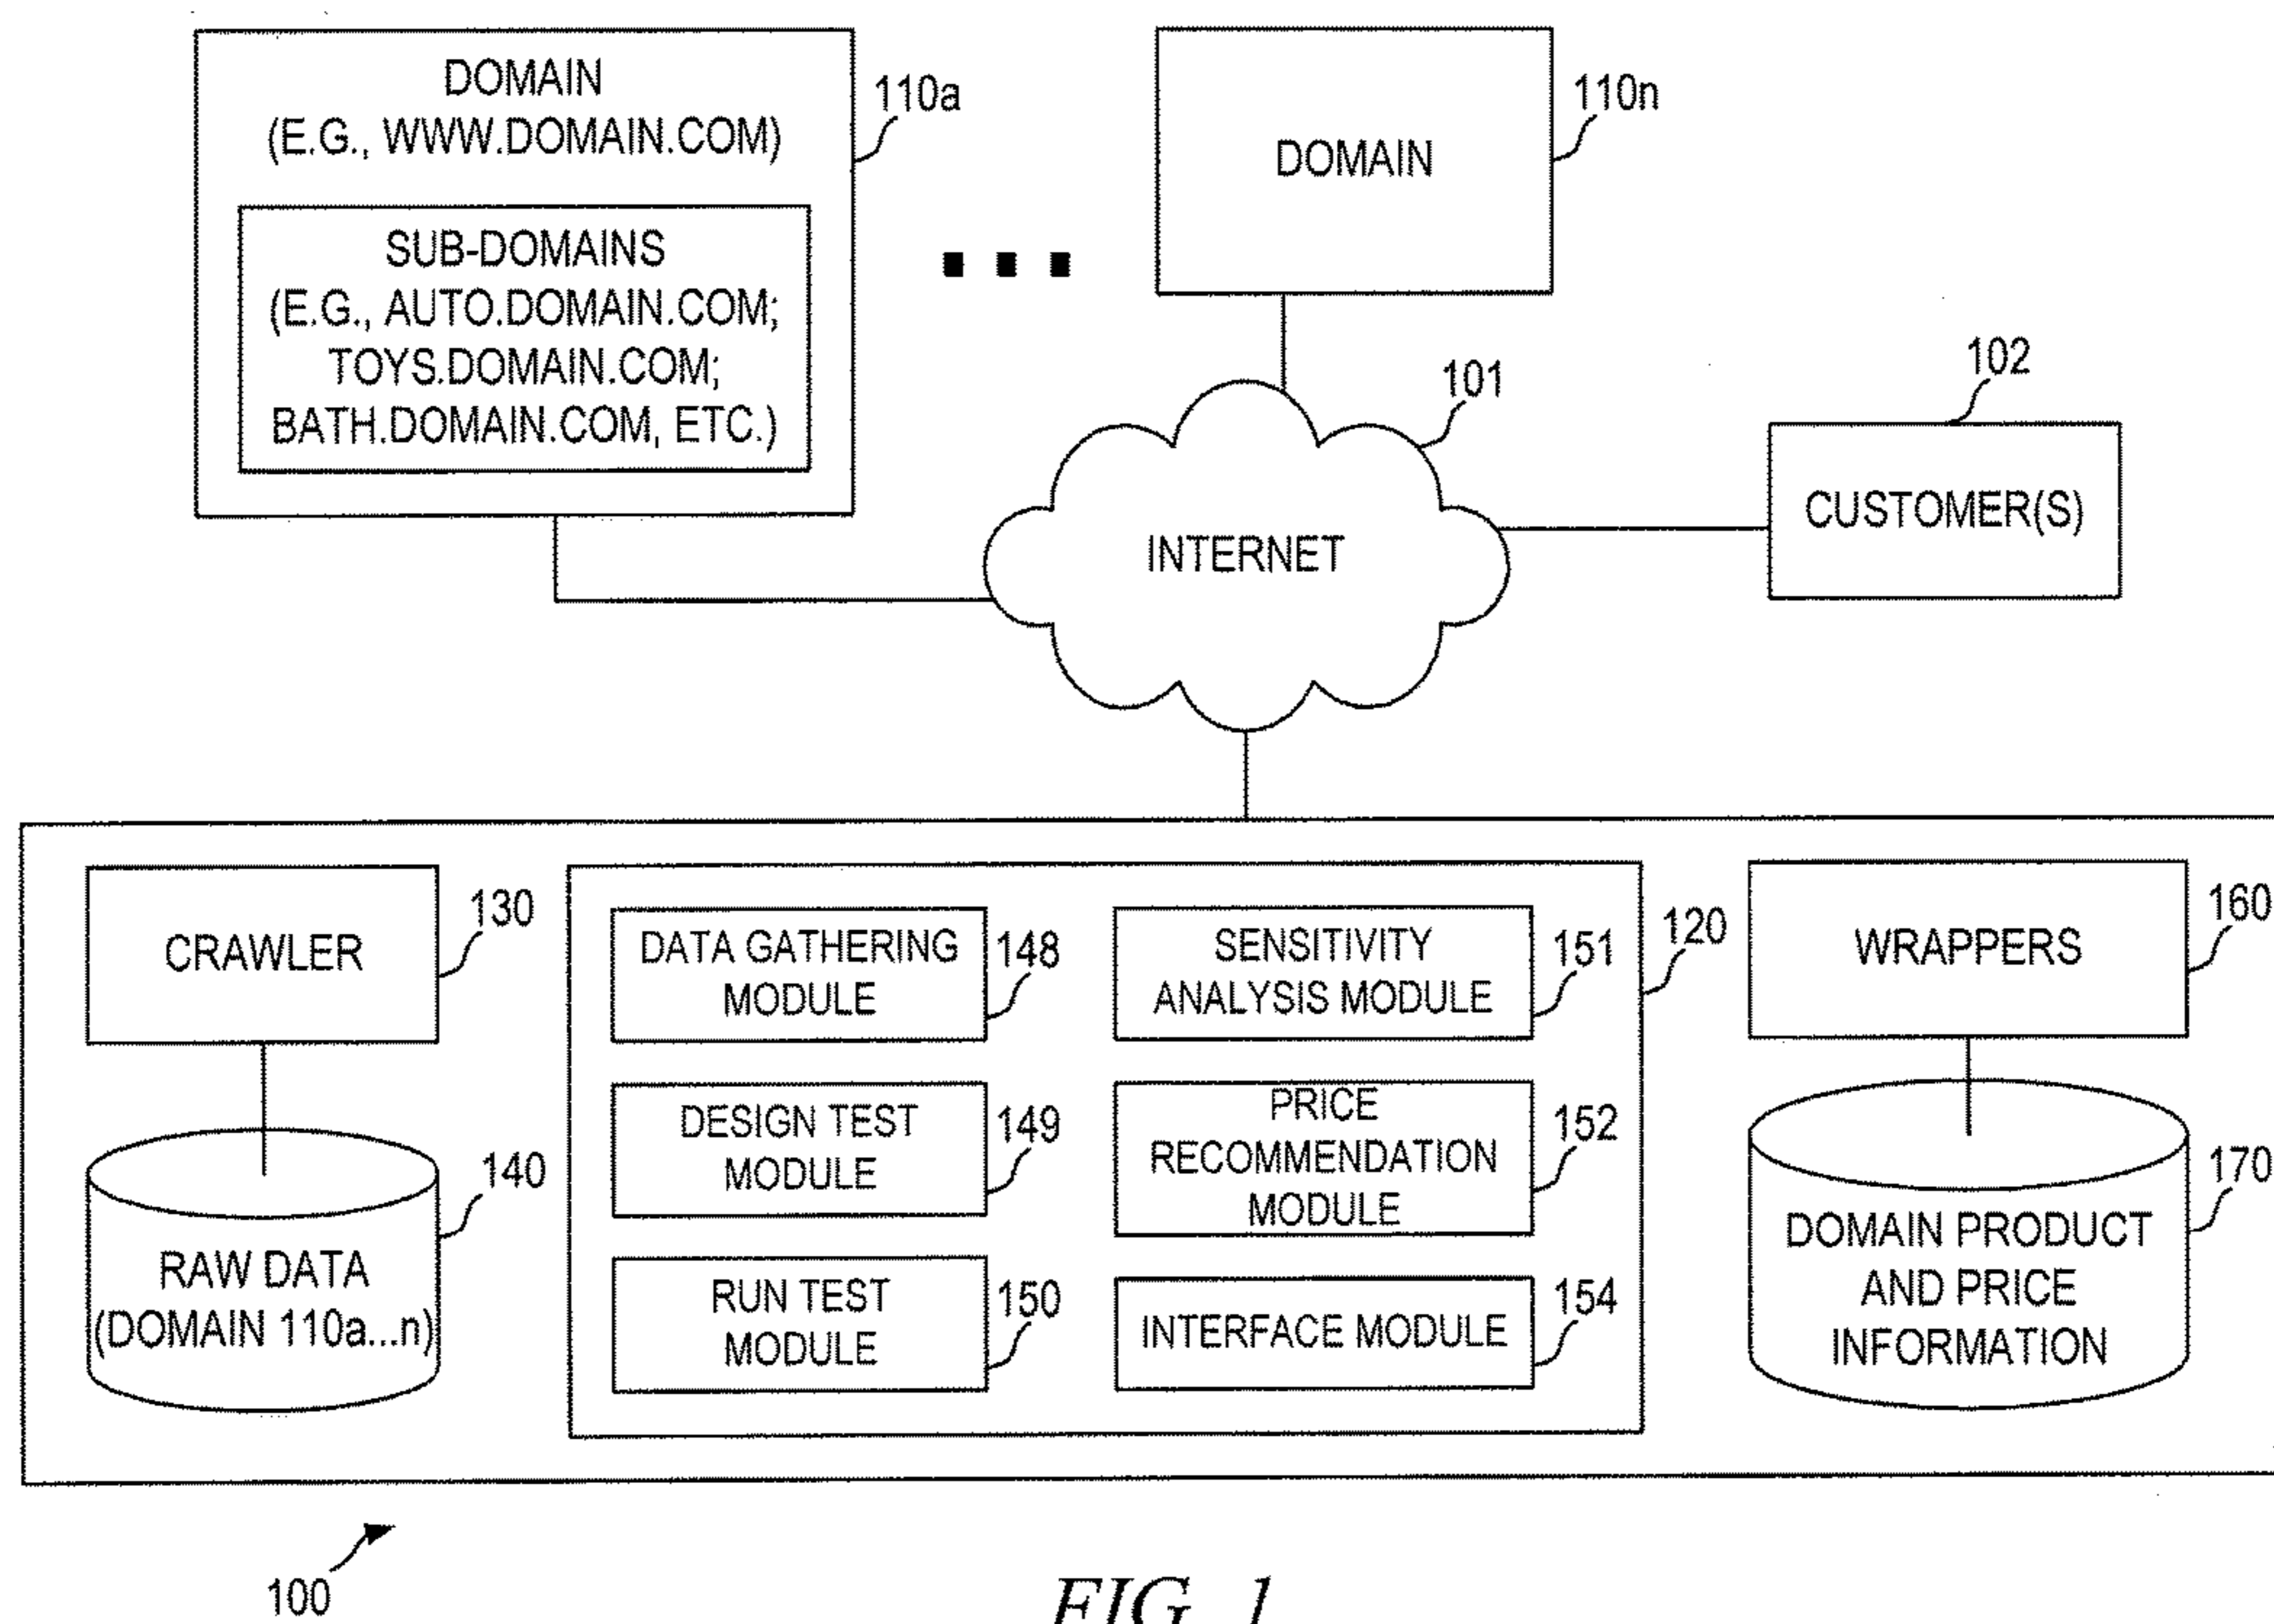 DOMAIN
(E.G., WWW.DOMAIN.COM)
110a
SUB-DOMAINS
(E.G., AUTO.DOMAIN.COM;
TOYS.DOMAIN.COM;
BATH.DOMAIN.COM, ETC.)
DOMAIN
110n
101
INTERNET
102
CUSTOMER(S)
CRAWLER
130
RAW DATA
(DOMAIN 110a...n)
140
DATA GATHERING
MODULE
148
DESIGN TEST
MODULE
149
RUN TEST
MODULE
150
SENSITIVITY
ANALYSIS MODULE
151
PRICE
RECOMMENDATION
MODULE
152
INTERFACE MODULE
154
120
WRAPPERS
160
DOMAIN PRODUCT
AND PRICE
INFORMATION
170
100
FIG. 1